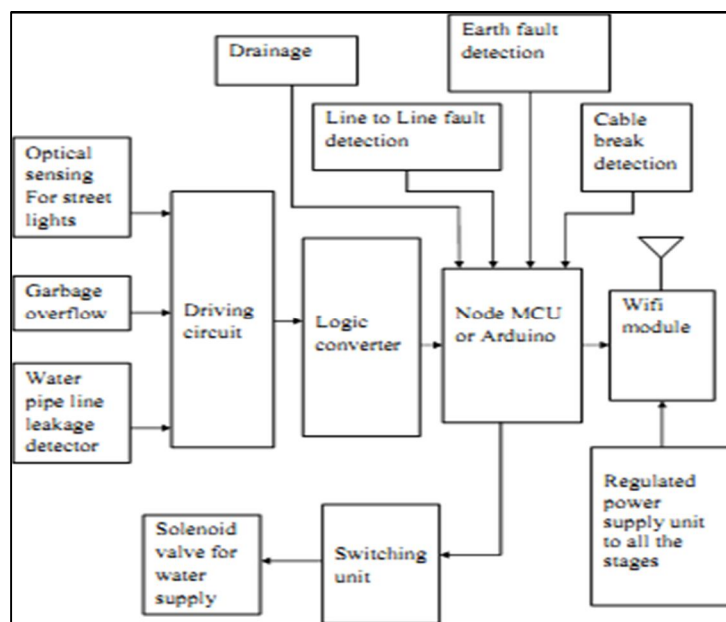 Drainage
Earth fault
detection
Line to Line fault
detection
Cable
break
detection
Optical
sensing
For street
lights
Garbage
overflow
Water
pipe line
leakage
detector
Driving
circuit
Logic
converter
Node MCU
or Arduino
Wifi
module
Regulated
power
supply unit
to all the
stages
Switching
unit
Solenoid
valve for
water
supply